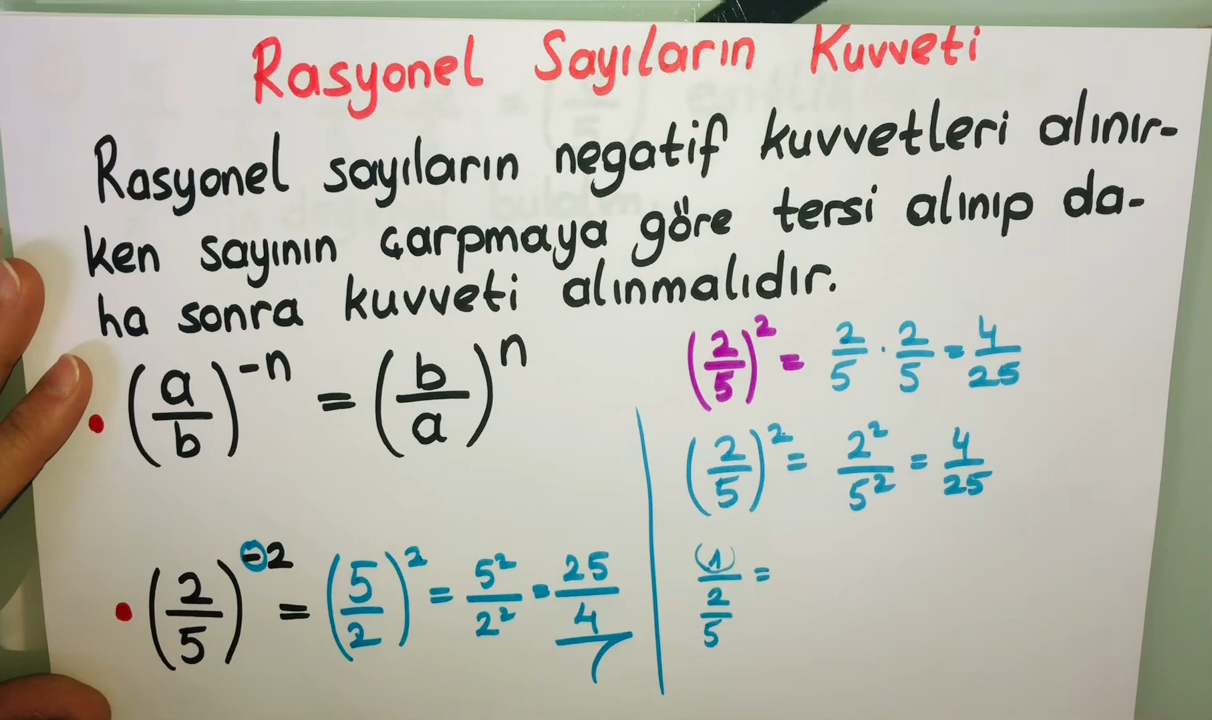 Rasyonel Sayıların Kuvveti
Rasyonel sayıların negatif kuvvetleri alınır-
ken sayının çarpmaya göre tersi alınıp da-
ha sonra kuvveti alınmalıdır.
• (a/b)^-n = (b/a)^n
• (2/5)^-2 = (5/2)^2 = 5^2/2^2 = 25/4
(2/5)^2 = 2/5 · 2/5 = 4/25
(2/5)^2 = 2^2/5^2 = 4/25
(1)/(2/5) =